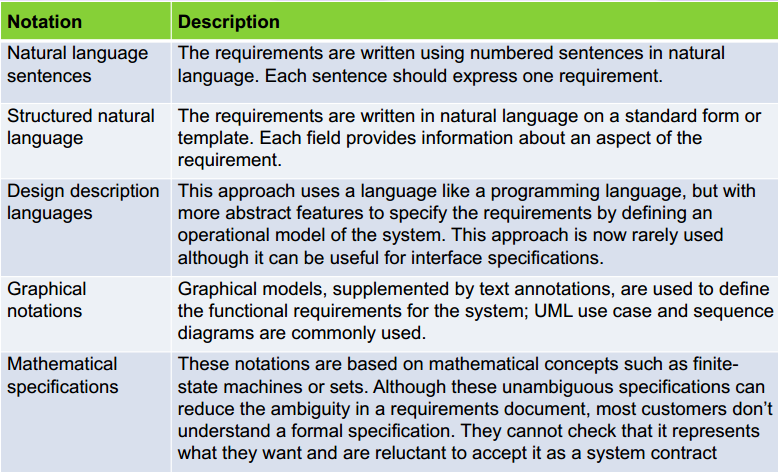 Notation Description
Natural language sentences
The requirements are written using numbered sentences in natural
language. Each sentence should express one requirement.
Structured natural
language
The requirements are written in natural language on a standard form or
template. Each field provides information about an aspect of the
requirement.
Design description
languages
This approach uses a language like a programming language, but with
more abstract features to specify the requirements by defining an
operational model of the system. This approach is now rarely used
although it can be useful for interface specifications.
Graphical
notations
Graphical models, supplemented by text annotations, are used to define
the functional requirements for the system; UML use case and sequence
diagrams are commonly used.
Mathematical
specifications
These notations are based on mathematical concepts such as finite-
state machines or sets. Although these unambiguous specifications can
reduce the ambiguity in a requirements document, most customers don’t
understand a formal specification. They cannot check that it represents
what they want and are reluctant to accept it as a system contract